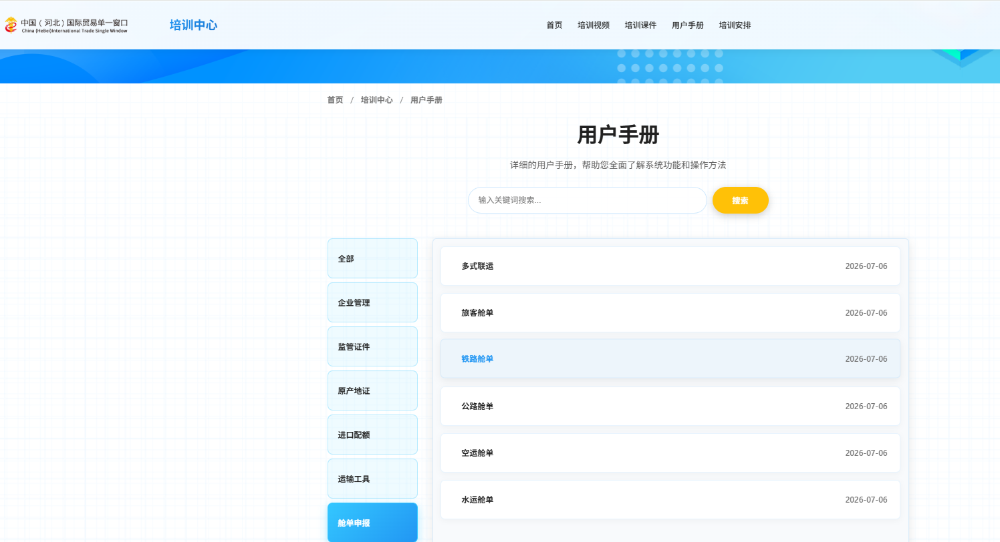 中国（河北）国际贸易单一窗口
China (HeBei)International Trade Single Window
培训中心
首页 培训视频 培训课件 用户手册 培训安排
首页 / 培训中心 / 用户手册
用户手册
详细的用户手册，帮助您全面了解系统功能和操作方法
输入关键词搜索...
搜索
全部
企业管理
监管证件
原产地证
进口配额
运输工具
舱单申报
多式联运 2026-07-06
旅客舱单 2026-07-06
铁路舱单 2026-07-06
公路舱单 2026-07-06
空运舱单 2026-07-06
水运舱单 2026-07-06